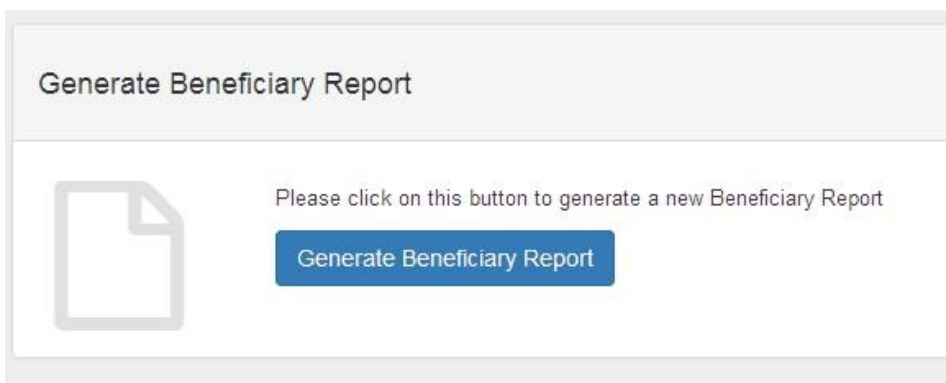 Generate Beneficiary Report
Please click on this button to generate a new Beneficiary Report
Generate Beneficiary Report